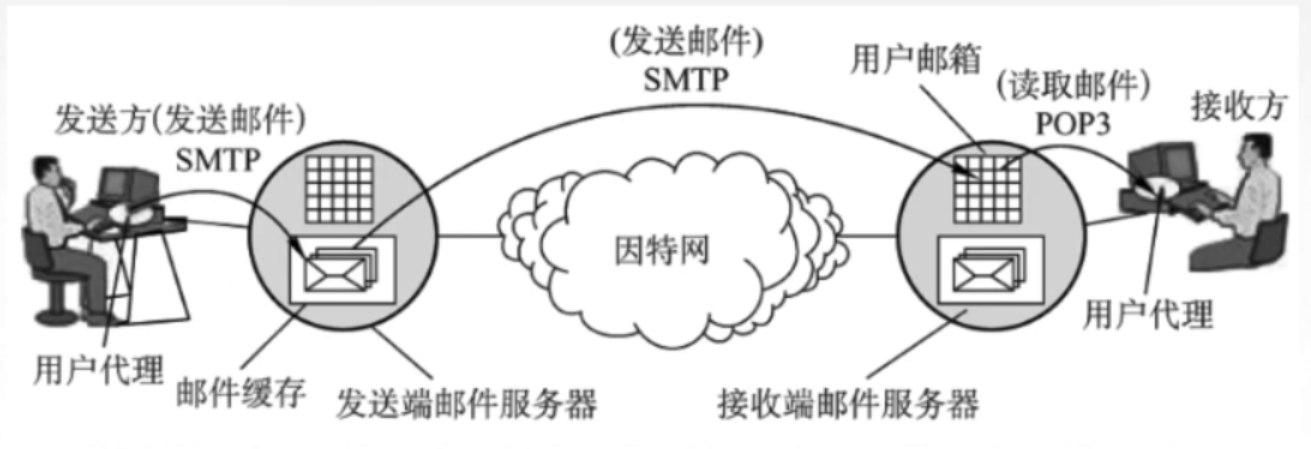 (发送邮件)
SMTP
用户邮箱
(读取邮件)
POP3
接收方
发送方(发送邮件)
SMTP
因特网
用户代理
用户代理
邮件缓存
发送端邮件服务器
接收端邮件服务器